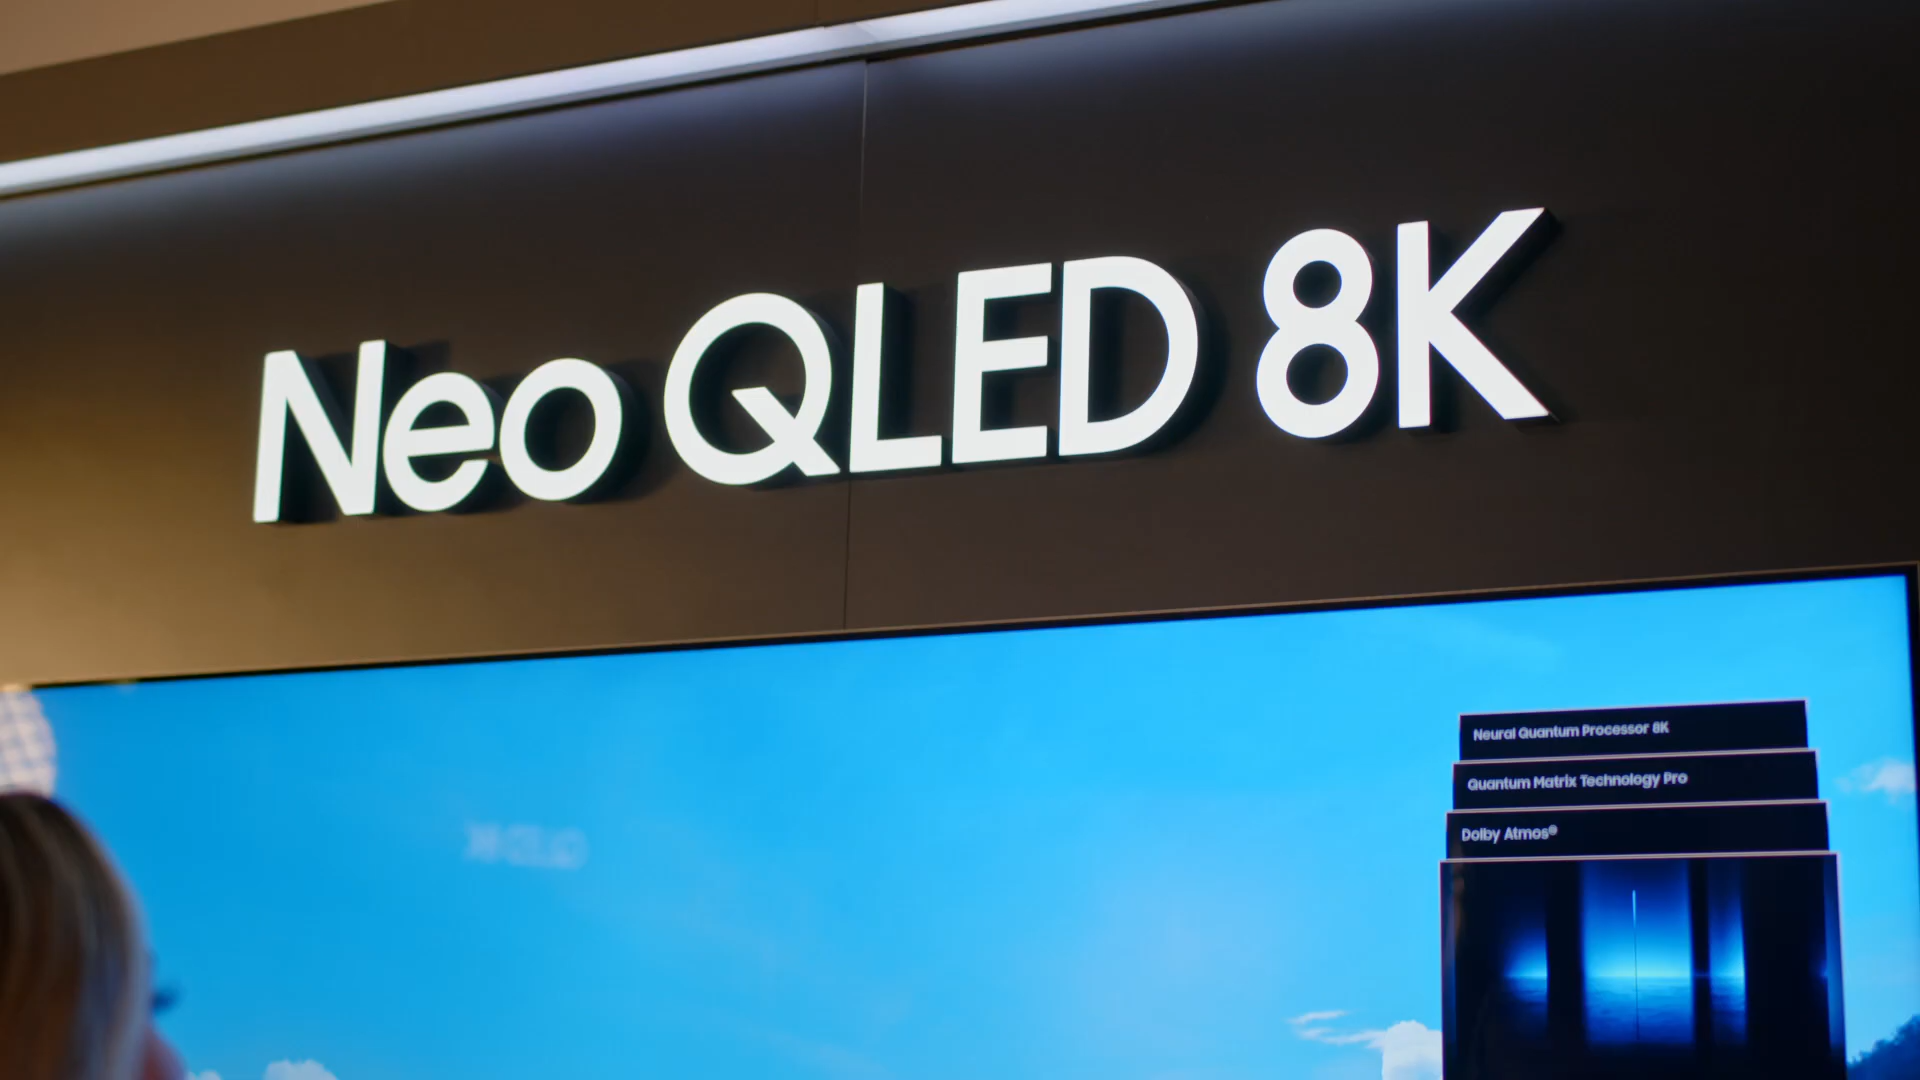 Neo QLED 8K
Neural Quantum Processor 8K
Quantum Matrix Technology Pro
Dolby Atmos®